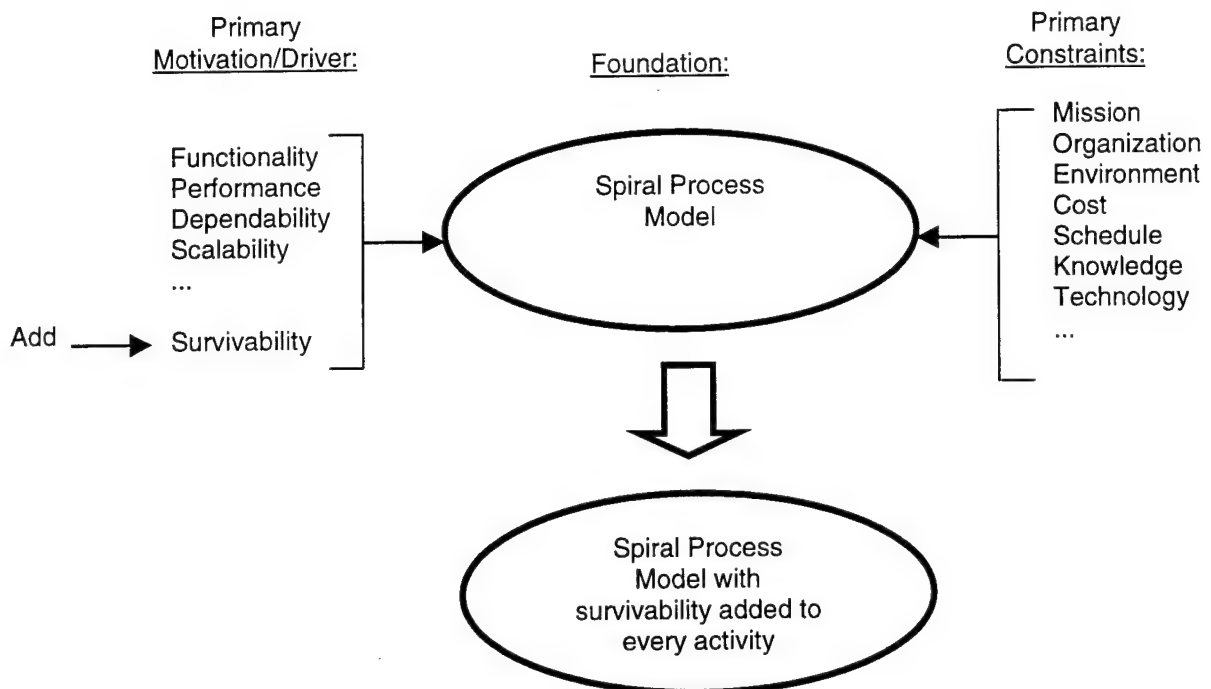 Primary
Motivation/Driver:
Functionality
Performance
Dependability
Scalability
...
Add
Survivability
Foundation:
Spiral Process
Model
Primary
Constraints:
Mission
Organization
Environment
Cost
Schedule
Knowledge
Technology
...
Spiral Process
Model with
survivability added to
every activity